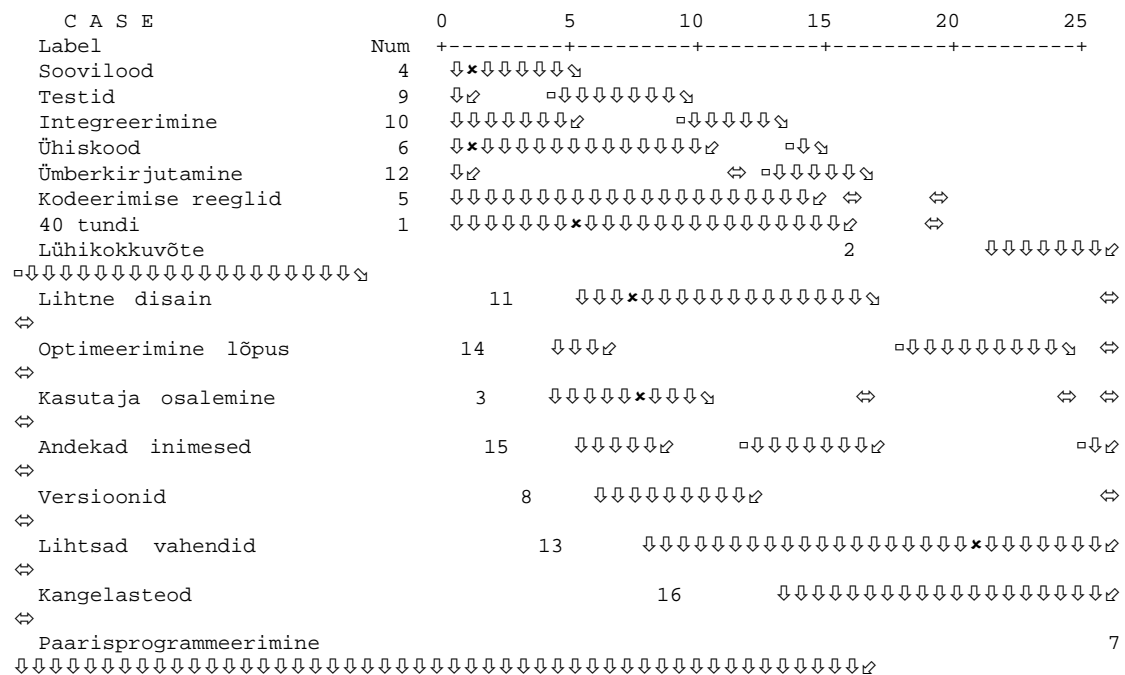 C A S E 0 5 10 15 20 25
Label Num +---------+---------+---------+---------+---------+
Soovilood 4
Testid 9
Integreerimine 10
Ühiskood 6
Ümberkirjutamine 12
Kodeerimise reeglid 5
40 tundi 1
Lühikokkuvõte 2
Lihtne disain 11
Optimeerimine lõpus 14
Kasutaja osalemine 3
Andekad inimesed 15
Versioonid 8
Lihtsad vahendid 13
Kangelasteod 16
Paarisprogrammeerimine 7